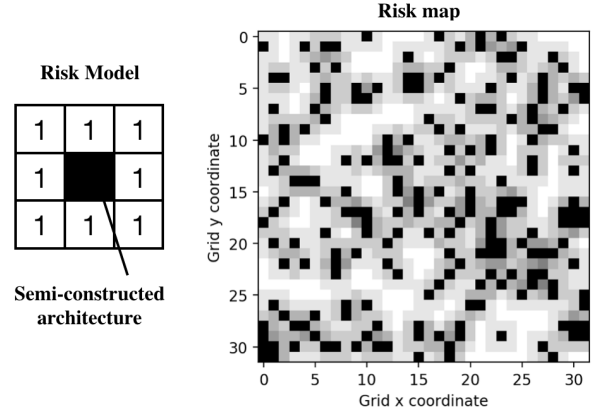 Risk map
Risk Model
1 1 1
1 1
1 1 1
Semi-constructed
architecture
Grid y coordinate
0
5
10
15
20
25
30
0 5 10 15 20 25 30
Grid x coordinate